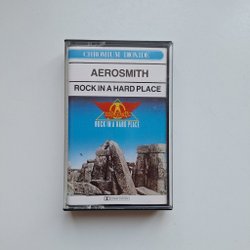 CHROMIUM DIOXIDE
AEROSMITH
ROCK IN A HARD PLACE
AEROSMITH
ROCK IN A HARD PLACE